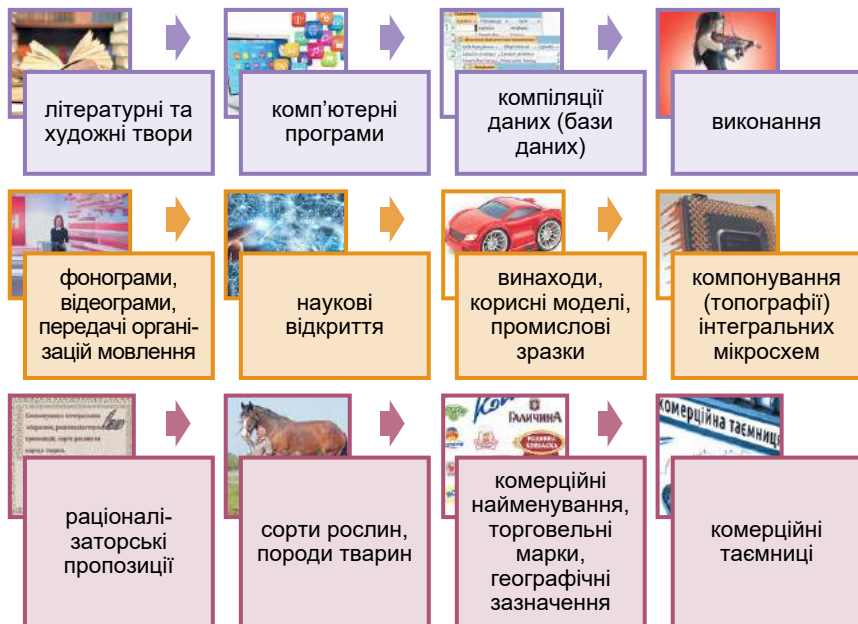 літературні та
художні твори
комп'ютерні
програми
компіляції
даних (бази
даних)
виконання
фонограми,
відеограми,
передачі органі-
зацій мовлення
наукові
відкриття
винаходи,
корисні моделі,
промислові
зразки
компонування
(топографії)
інтегральних
мікросхем
ГАЛИЧИНА
комерційна
таємниця
раціоналі-
заторські
пропозиції
сорти рослин,
породи тварин
комерційні
найменування,
торговельні
марки,
географічні
зазначення
комерційні
таємниці